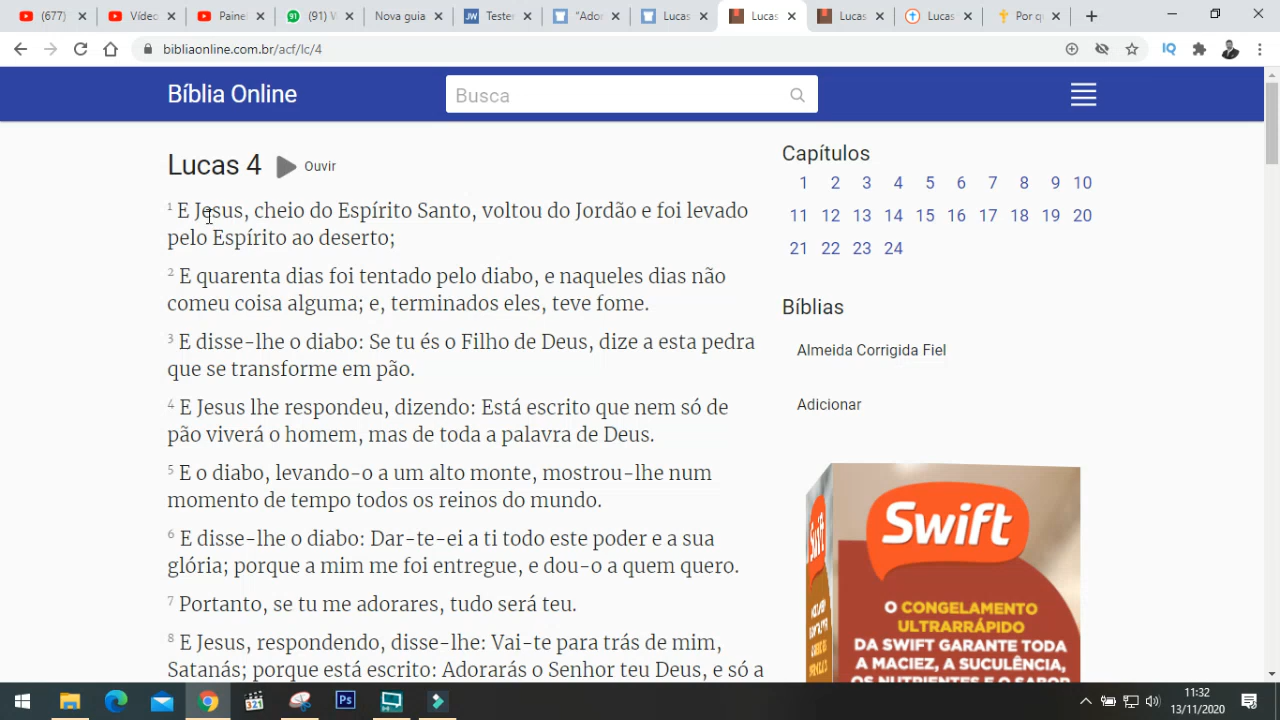 (677)
Vídeo
Painel
(91) W
Nova guia
JW
Tester
"Ador
Lucas
Lucas
Lucas
Lucas
Por q
bibliaonline.com.br/acf/lc/4
IQ
Bíblia Online
Busca
Lucas 4
Ouvir
1 E Jesus, cheio do Espírito Santo, voltou do Jordão e foi levado
pelo Espírito ao deserto;
2 E quarenta dias foi tentado pelo diabo, e naqueles dias não
comeu coisa alguma; e, terminados eles, teve fome.
3 E disse-lhe o diabo: Se tu és o Filho de Deus, dize a esta pedra
que se transforme em pão.
4 E Jesus lhe respondeu, dizendo: Está escrito que nem só de
pão viverá o homem, mas de toda a palavra de Deus.
5 E o diabo, levando-o a um alto monte, mostrou-lhe num
momento de tempo todos os reinos do mundo.
6 E disse-lhe o diabo: Dar-te-ei a ti todo este poder e a sua
glória; porque a mim me foi entregue, e dou-o a quem quero.
7 Portanto, se tu me adorares, tudo será teu.
8 E Jesus, respondendo, disse-lhe: Vai-te para trás de mim,
Satanás; porque está escrito: Adorarás o Senhor teu Deus, e só a
Capítulos
1 2 3 4 5 6 7 8 9 10
11 12 13 14 15 16 17 18 19 20
21 22 23 24
Bíblias
Almeida Corrigida Fiel
Adicionar
Swift
O CONGELAMENTO
ULTRARRÁPIDO
DA SWIFT GARANTE TODA
A MACIEZ, A SUCULÊNCIA,
OS NUTRIENTES E O SABOR
321
Ps
11:32
13/11/2020